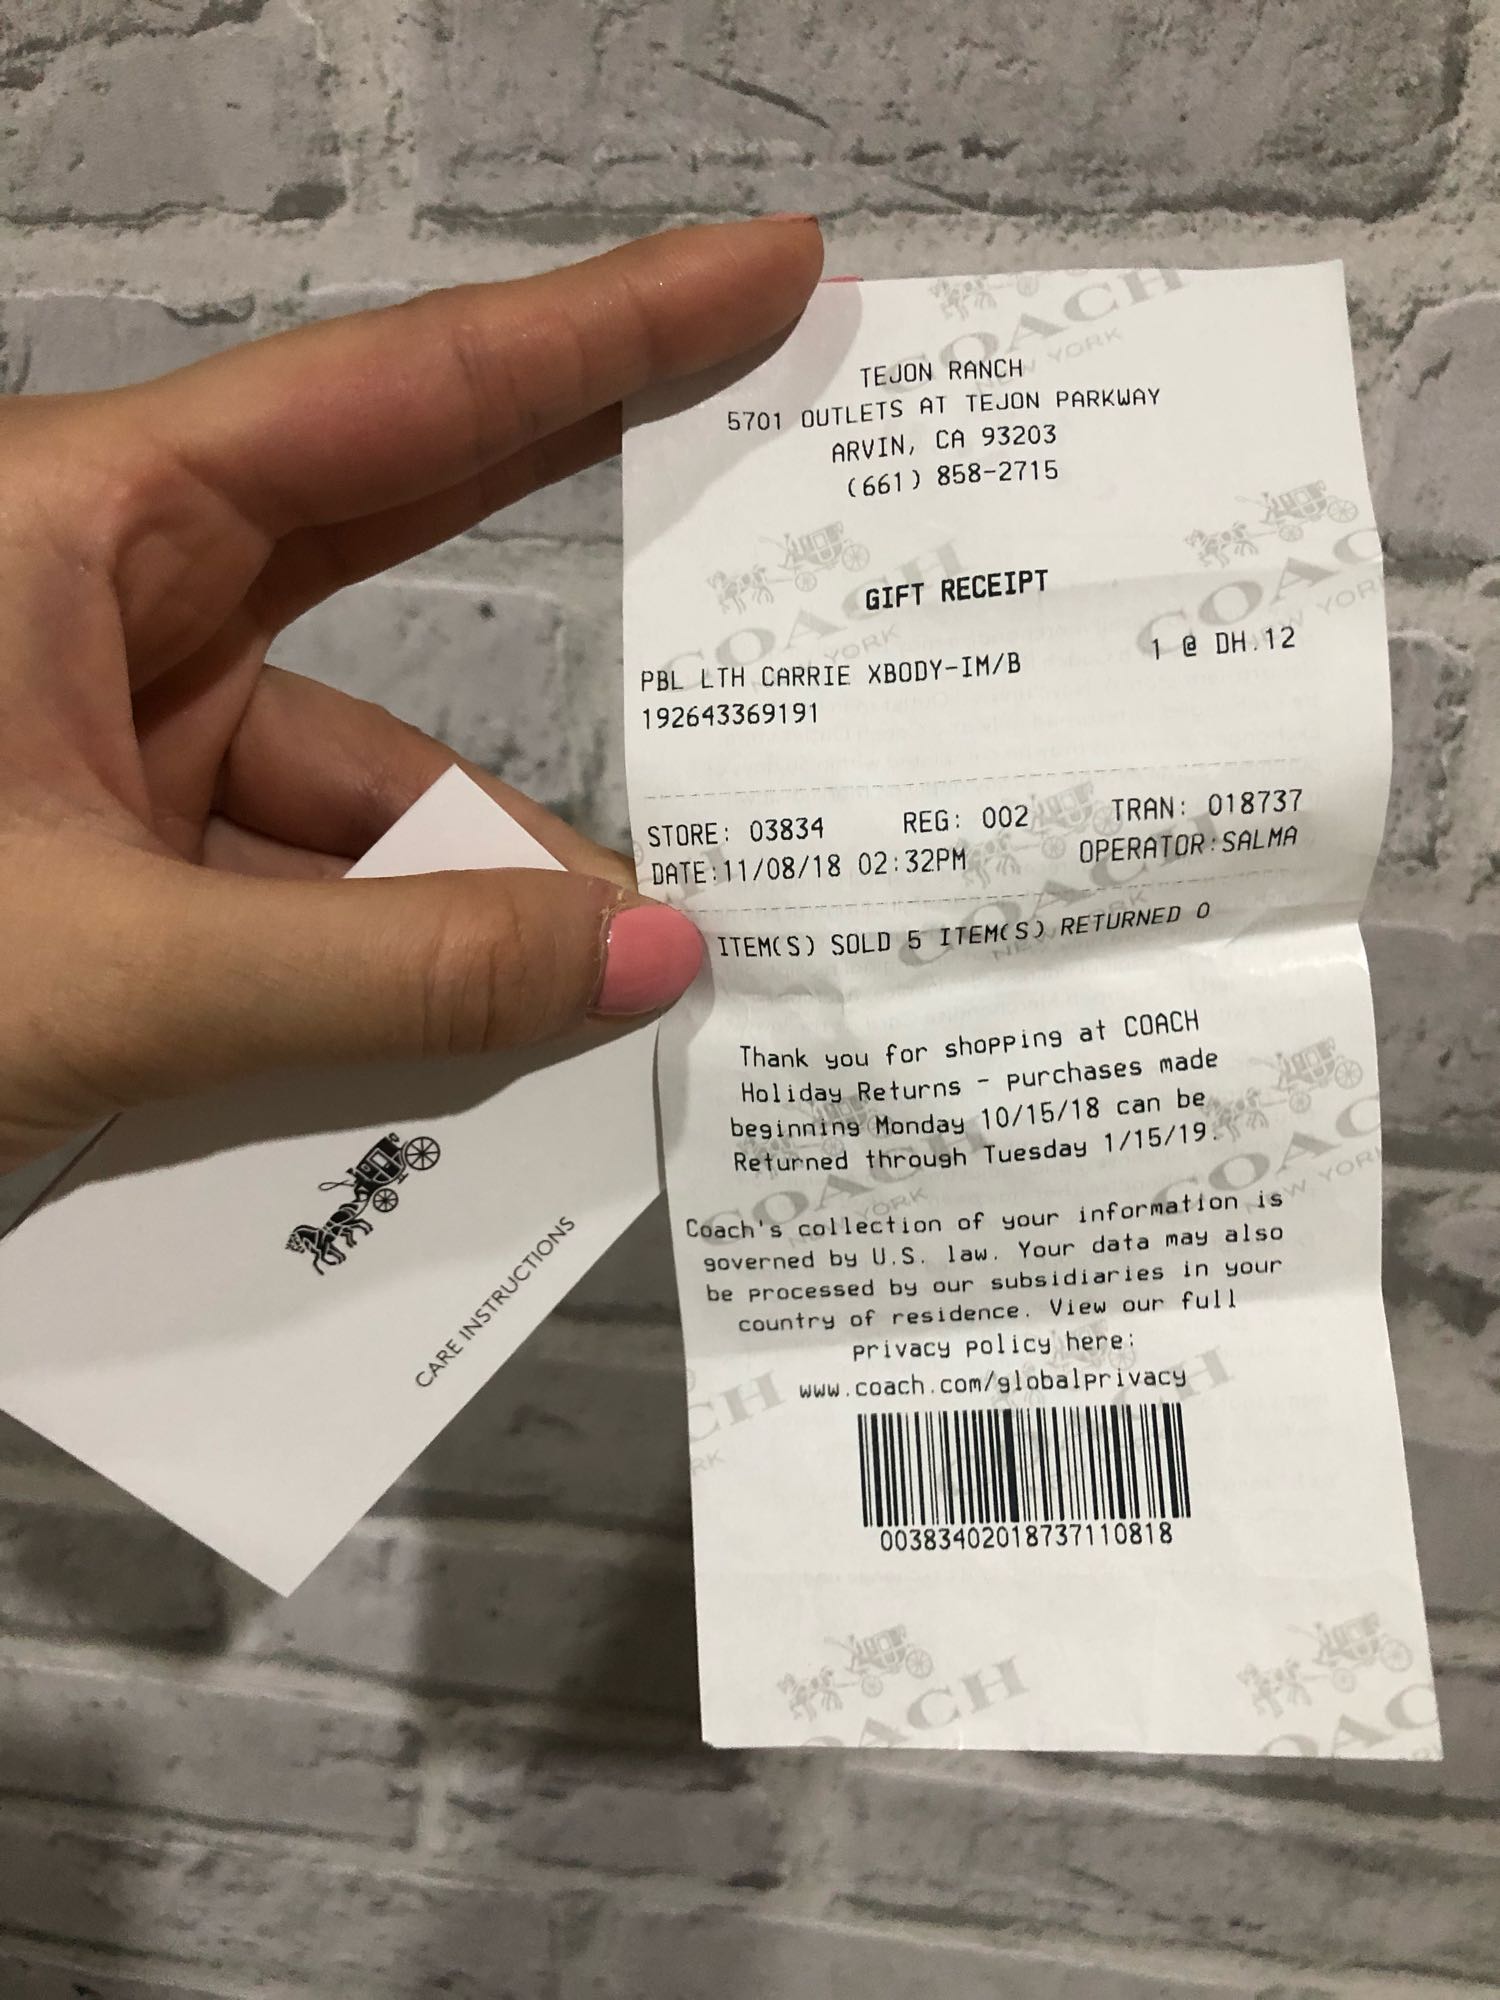 COACH
NEW YORK
TEJON RANCH
5701 OUTLETS AT TEJON PARKWAY
ARVIN, CA 93203
(661) 858-2715
GIFT RECEIPT
PBL LTH CARRIE XBODY-IM/B 1 @ DH.12
192643369191
STORE: 03834 REG: 002 TRAN: 018737
DATE:11/08/18 02:32PM OPERATOR:SALMA
ITEM(S) SOLD 5 ITEM(S) RETURNED 0
Thank you for shopping at COACH
Holiday Returns - purchases made
beginning Monday 10/15/18 can be
Returned through Tuesday 1/15/19.
Coach's collection of your information is
governed by U.S. law. Your data may also
be processed by our subsidiaries in your
country of residence. View our full
privacy policy here:
www.coach.com/globalprivacy
00383402018737110818
CARE INSTRUCTIONS